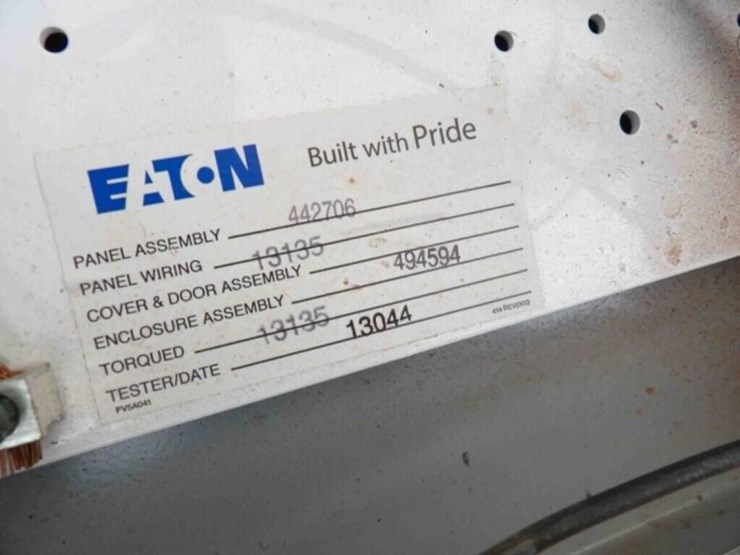 EATON Built with Pride
PANEL ASSEMBLY 442706
PANEL WIRING 13135
COVER & DOOR ASSEMBLY
ENCLOSURE ASSEMBLY 494594
TORQUED 13135
TESTER/DATE 13044
PVSA041